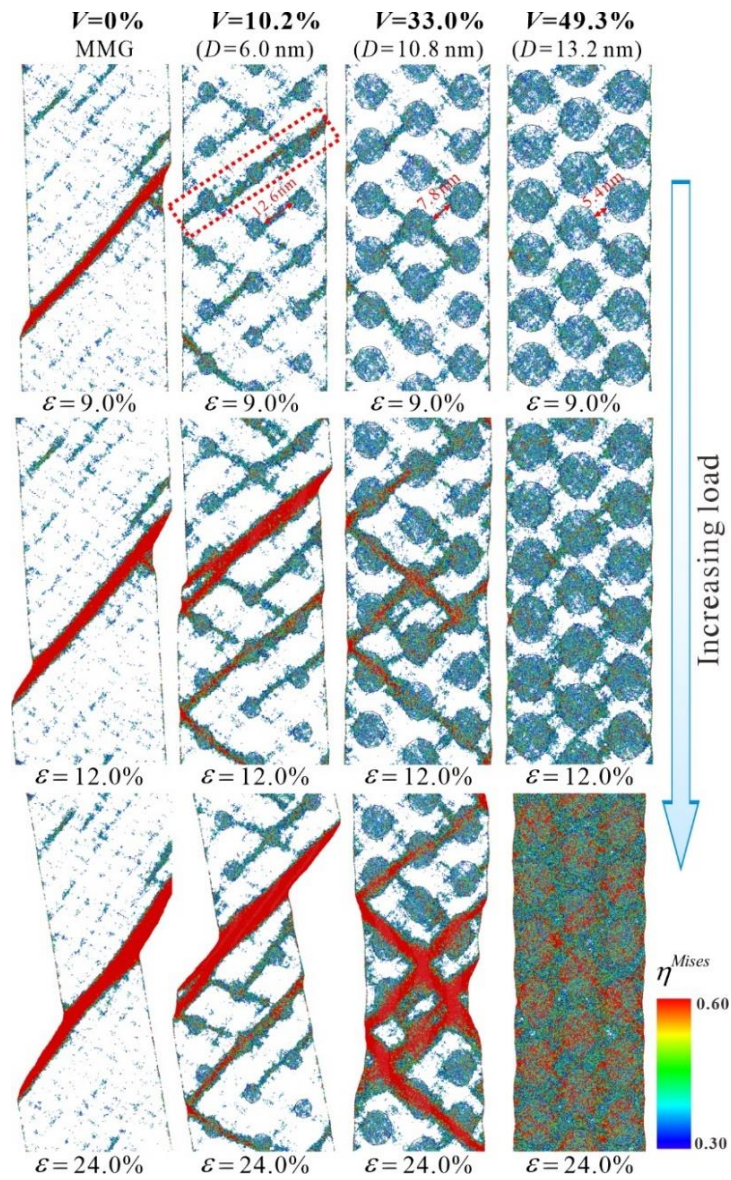 V=0% V=10.2% V=33.0% V=49.3%
MMG (D=6.0 nm) (D=10.8 nm) (D=13.2 nm)
12.6nm 7.8nm 5.4nm
ε=9.0% ε=9.0% ε=9.0% ε=9.0%
Increasing load
ε=12.0% ε=12.0% ε=12.0% ε=12.0%
η^Mises
0.60
0.30
ε=24.0% ε=24.0% ε=24.0% ε=24.0%